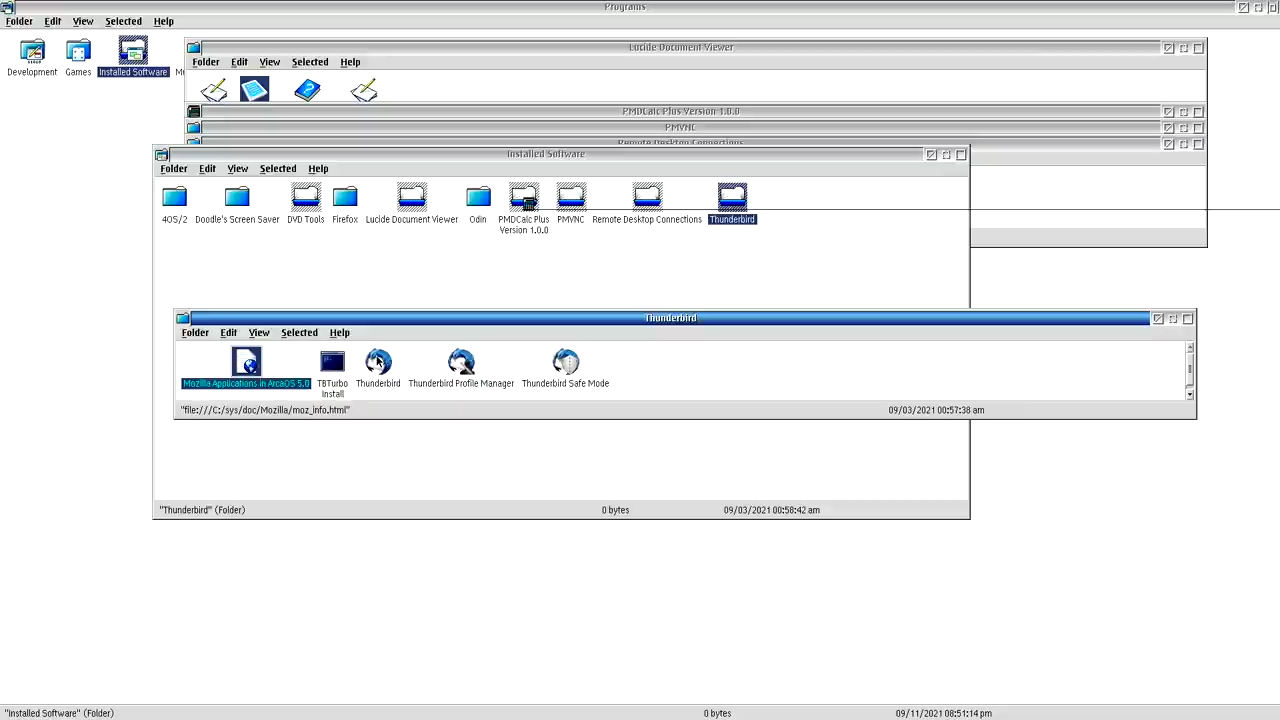 Programs
Folder Edit View Selected Help
Development Games Installed Software
Lucide Document Viewer
Folder Edit View Selected Help
PMDCalc Plus Version 1.0.0
PMVNC
Remote Desktop Connections
Installed Software
Folder Edit View Selected Help
4OS/2 Doodle's Screen Saver DVD Tools Firefox Lucide Document Viewer Odin PMDCalc Plus Version 1.0.0 PMVNC Remote Desktop Connections Thunderbird
Thunderbird
Folder Edit View Selected Help
Mozilla Applications in ArcaOS 5.0 TBTurbo Install Thunderbird Thunderbird Profile Manager Thunderbird Safe Mode
"file:///C:/sys/doc/Mozilla/moz_info.html" 09/03/2021 00:57:38 am
"Thunderbird" (Folder) 0 bytes 09/03/2021 00:58:42 am
"Installed Software" (Folder) 0 bytes 09/11/2021 08:51:14 pm